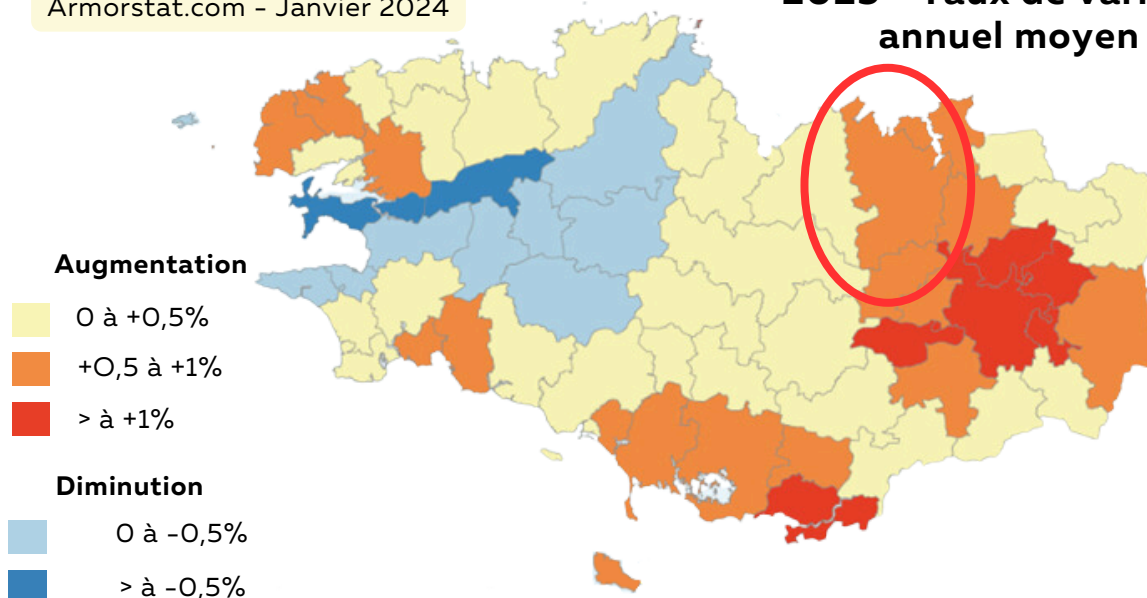 Armorstat.com - Janvier 2024
annuel moyen
Augmentation
0 à +0,5%
+0,5 à +1%
> à +1%
Diminution
0 à -0,5%
> à -0,5%